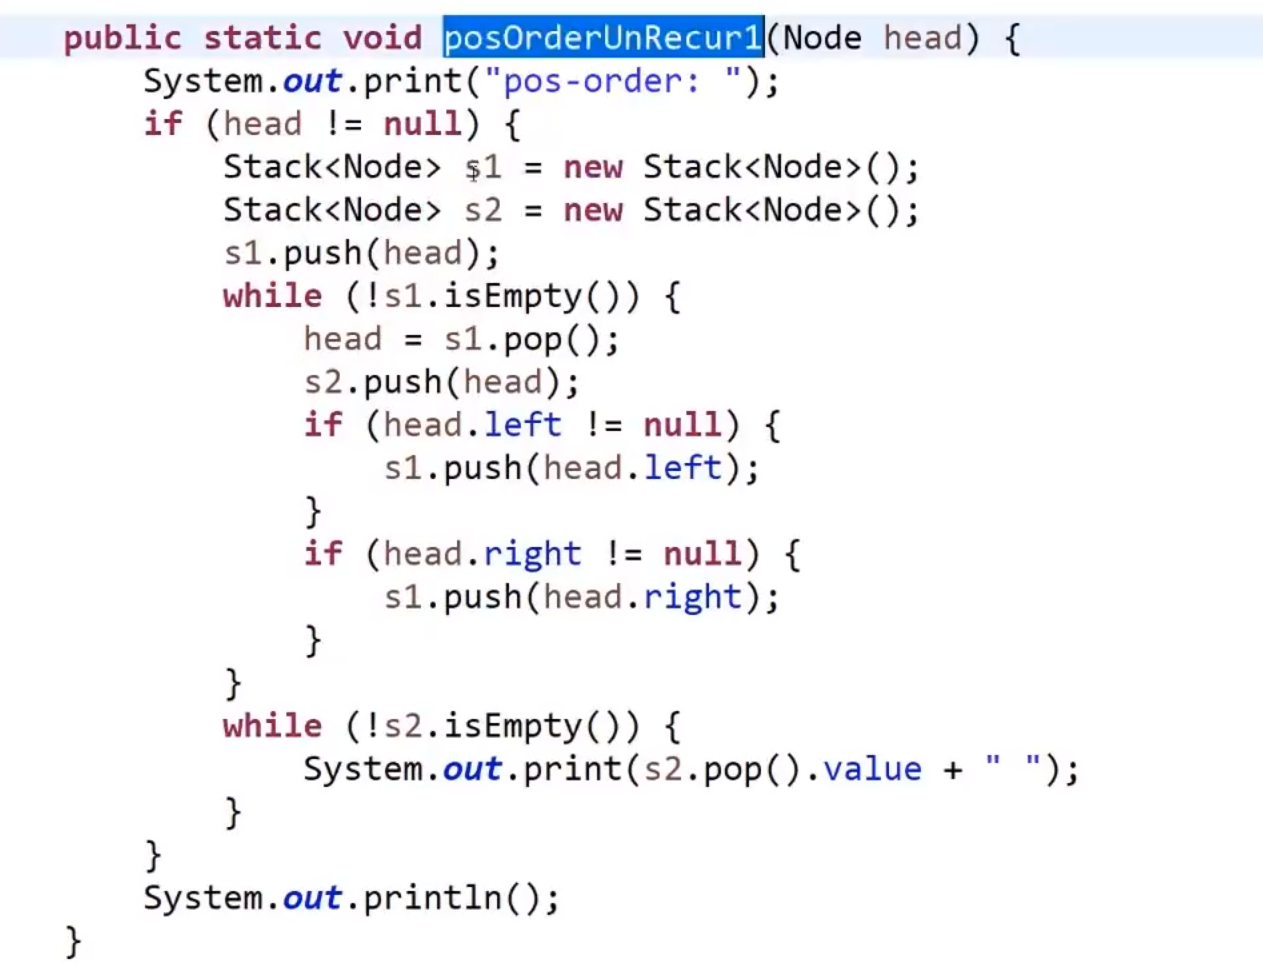 public static void posOrderUnRecur1(Node head) {
    System.out.print("pos-order: ");
    if (head != null) {
        Stack<Node> s1 = new Stack<Node>();
        Stack<Node> s2 = new Stack<Node>();
        s1.push(head);
        while (!s1.isEmpty()) {
            head = s1.pop();
            s2.push(head);
            if (head.left != null) {
                s1.push(head.left);
            }
            if (head.right != null) {
                s1.push(head.right);
            }
        }
        while (!s2.isEmpty()) {
            System.out.print(s2.pop().value + " ");
        }
    }
    System.out.println();
}